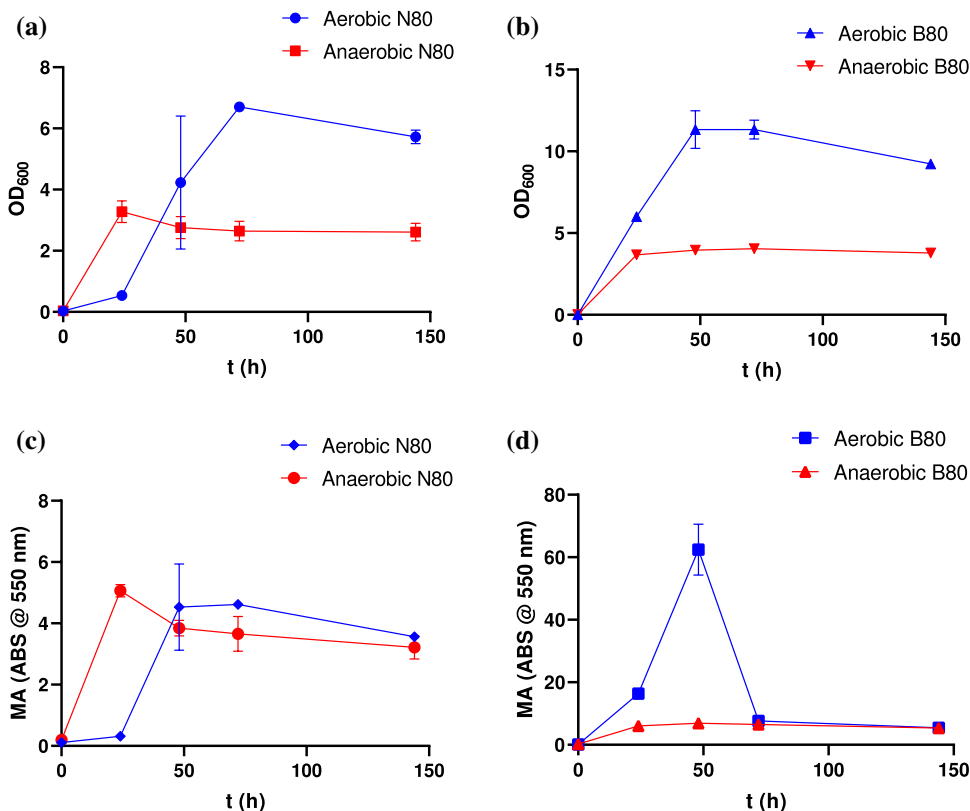 (a)
Aerobic N80
Anaerobic N80
8
6
4
2
0
OD600
0 50 100 150
t (h)
(b)
Aerobic B80
Anaerobic B80
15
10
5
0
OD600
0 50 100 150
t (h)
(c)
Aerobic N80
Anaerobic N80
8
6
4
2
0
MA (ABS @ 550 nm)
0 50 100 150
t (h)
(d)
Aerobic B80
Anaerobic B80
80
60
40
20
0
MA (ABS @ 550 nm)
0 50 100 150
t (h)